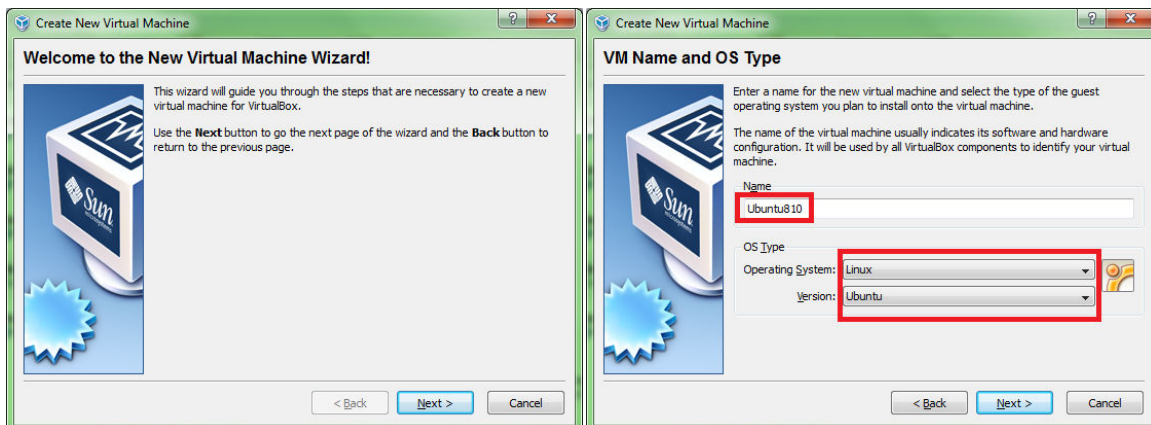 Create New Virtual Machine
Welcome to the New Virtual Machine Wizard!
This wizard will guide you through the steps that are necessary to create a new
virtual machine for VirtualBox.
Use the Next button to go the next page of the wizard and the Back button to
return to the previous page.
Sun
microsystems
< Back
Next >
Cancel
Create New Virtual Machine
VM Name and OS Type
Enter a name for the new virtual machine and select the type of the guest
operating system you plan to install onto the virtual machine.
The name of the virtual machine usually indicates its software and hardware
configuration. It will be used by all VirtualBox components to identify your virtual
machine.
Name
Ubuntu810
OS Type
Operating System: Linux
Version: Ubuntu
Sun
microsystems
< Back
Next >
Cancel